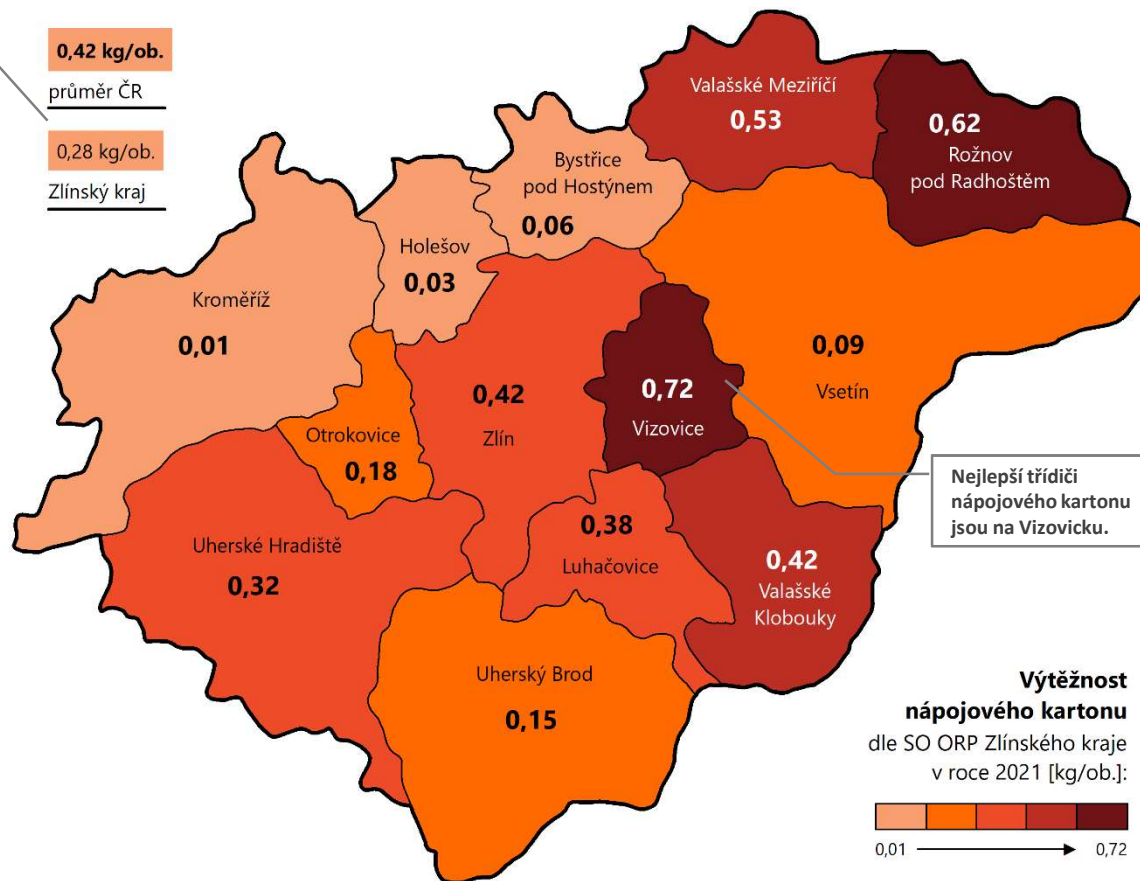 0,42 kg/ob.
průměr ČR
0,28 kg/ob.
Zlínský kraj
Valašské Meziříčí
0,53
0,62
Rožnov
pod Radhoštěm
Bystřice
pod Hostýnem
0,06
Holešov
0,03
Kroměříž
0,01
0,09
Vsetín
0,42
Zlín
0,72
Vizovice
Otrokovice
0,18
Nejlepší třídiči
nápojového kartonu
jsou na Vizovicku.
Uherské Hradiště
0,32
0,38
Luhačovice
0,42
Valašské
Klobouky
Uherský Brod
0,15
Výtěžnost
nápojového kartonu
dle SO ORP Zlínského kraje
v roce 2021 [kg/ob.]:
0,01 0,72